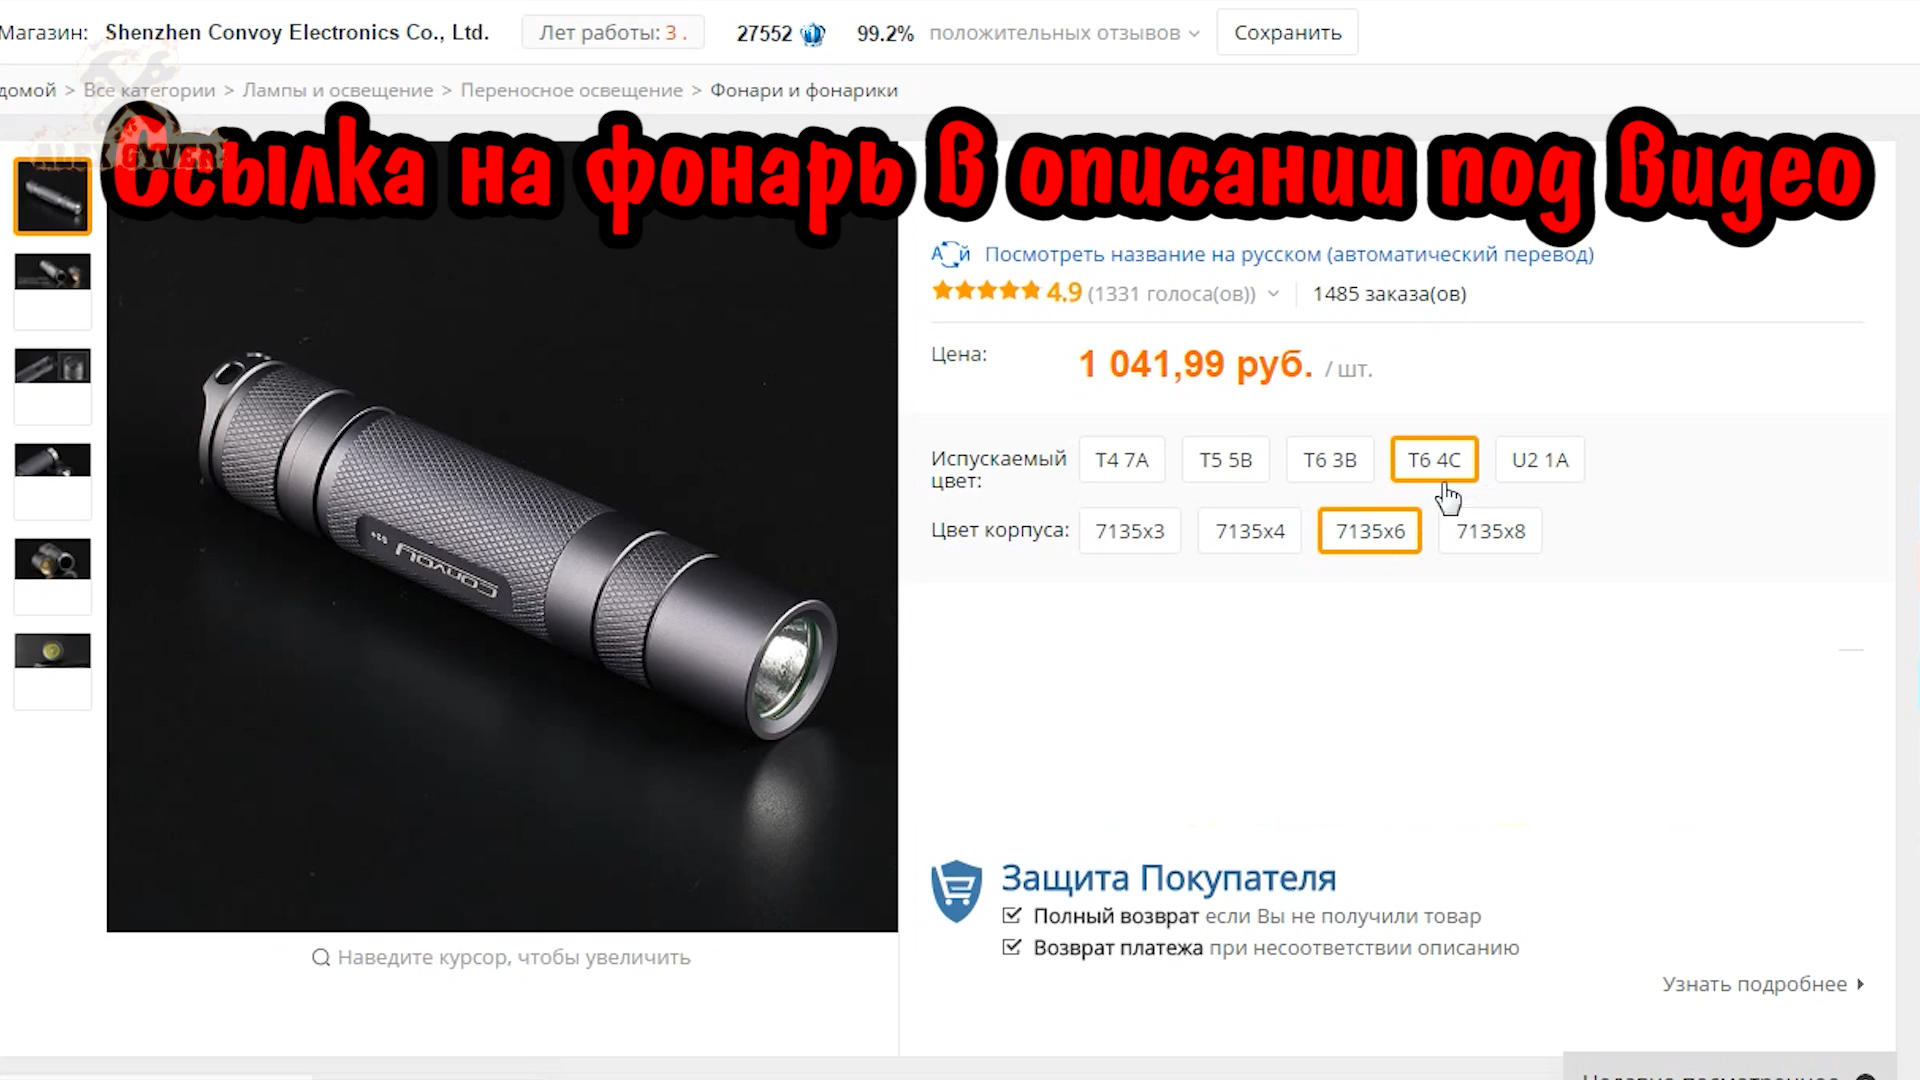 Магазин: Shenzhen Convoy Electronics Co., Ltd. Лет работы: 3 . 27552 99.2% положительных отзывов Сохранить
домой > Все категории > Лампы и освещение > Переносное освещение > Фонари и фонарики
ALEX GYVER
Ссылка на фонарь в описании под видео
Посмотреть название на русском (автоматический перевод)
4.9 (1331 голоса(ов)) 1485 заказа(ов)
Цена: 1 041,99 руб. / шт.
Испускаемый цвет: T4 7A T5 5B T6 3B T6 4C U2 1A
Цвет корпуса: 7135x3 7135x4 7135x6 7135x8
CONVOY S2+
Защита Покупателя
Полный возврат если Вы не получили товар
Возврат платежа при несоответствии описанию
Наведите курсор, чтобы увеличить
Узнать подробнее